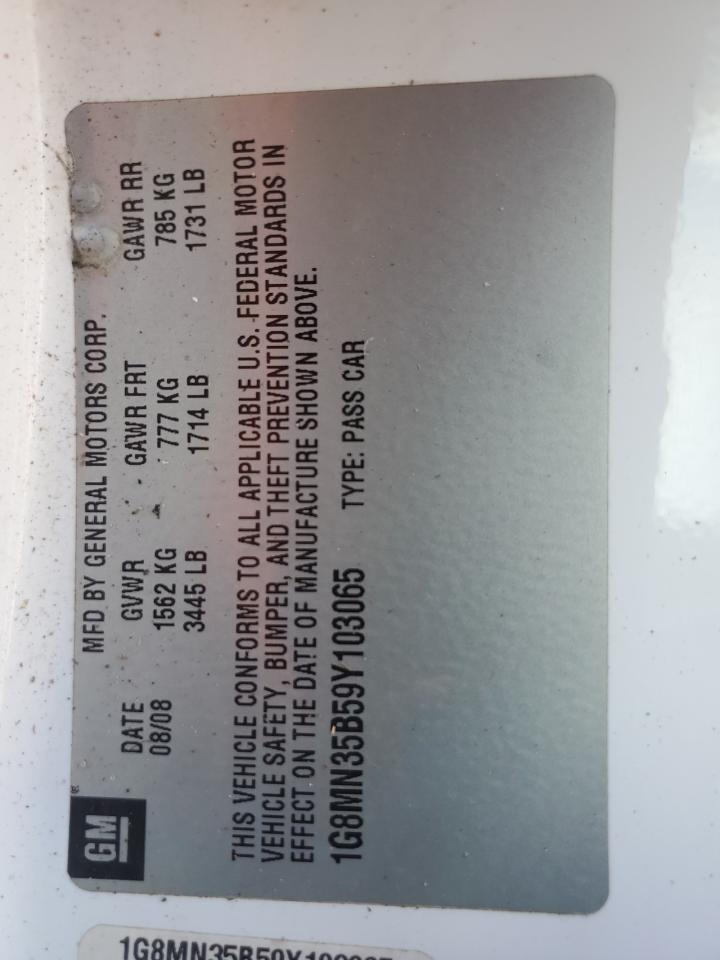 GM®
MFD BY GENERAL MOTORS CORP.
DATE GVWR GAWR FRT GAWR RR
08/08 1562 KG 777 KG 785 KG
3445 LB 1714 LB 1731 LB
THIS VEHICLE CONFORMS TO ALL APPLICABLE U.S. FEDERAL MOTOR
VEHICLE SAFETY, BUMPER, AND THEFT PREVENTION STANDARDS IN
EFFECT ON THE DATE OF MANUFACTURE SHOWN ABOVE.
1G8MN35B59Y103065 TYPE: PASS CAR